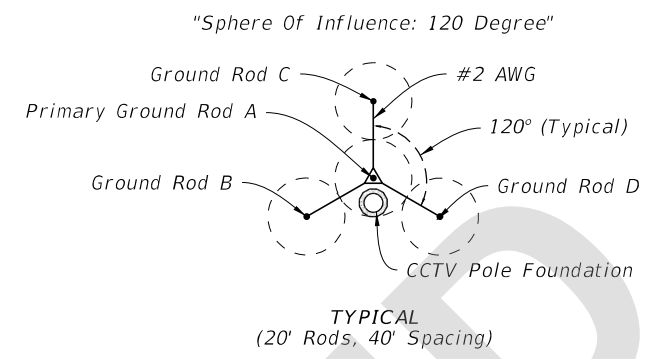 "Sphere Of Influence: 120 Degree"
Ground Rod C
#2 AWG
Primary Ground Rod A
120° (Typical)
Ground Rod B
Ground Rod D
CCTV Pole Foundation
TYPICAL
(20' Rods, 40' Spacing)